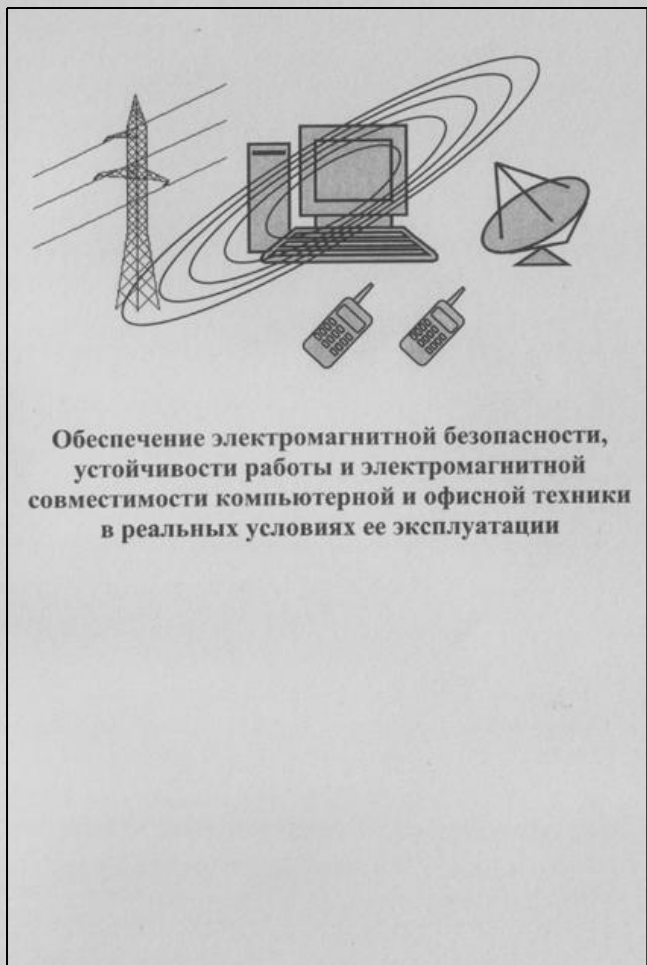 Обеспечение электромагнитной безопасности,
устойчивости работы и электромагнитной
совместимости компьютерной и офисной техники
в реальных условиях ее эксплуатации